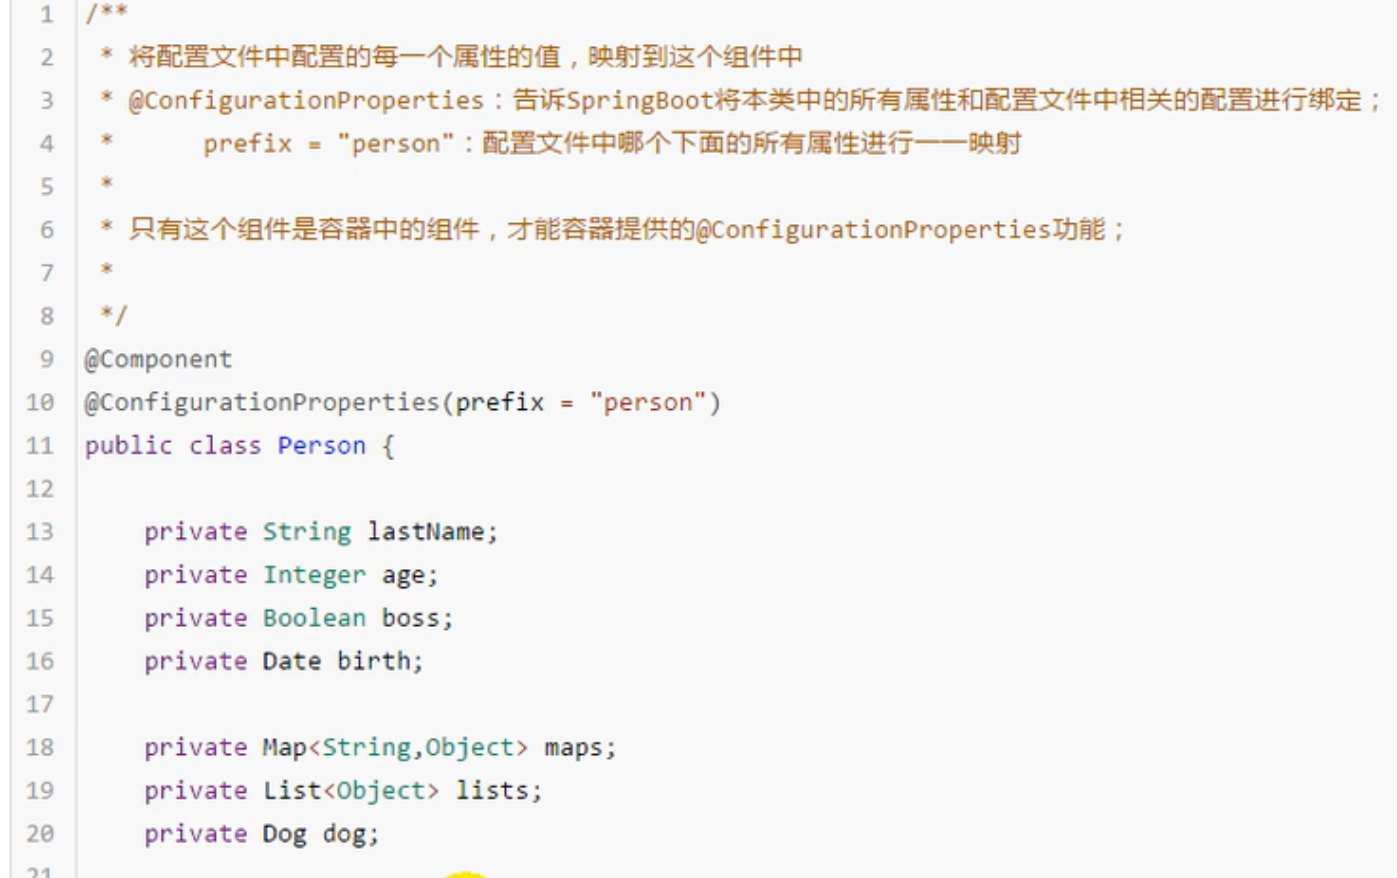 1 /**
2  * 将配置文件中配置的每一个属性的值，映射到这个组件中
3  * @ConfigurationProperties：告诉SpringBoot将本类中的所有属性和配置文件中相关的配置进行绑定；
4  *      prefix = "person"：配置文件中哪个下面的所有属性进行一一映射
5  *
6  * 只有这个组件是容器中的组件，才能容器提供的@ConfigurationProperties功能；
7  *
8  */
9 @Component
10 @ConfigurationProperties(prefix = "person")
11 public class Person {
12
13     private String lastName;
14     private Integer age;
15     private Boolean boss;
16     private Date birth;
17
18     private Map<String,Object> maps;
19     private List<Object> lists;
20     private Dog dog;
21